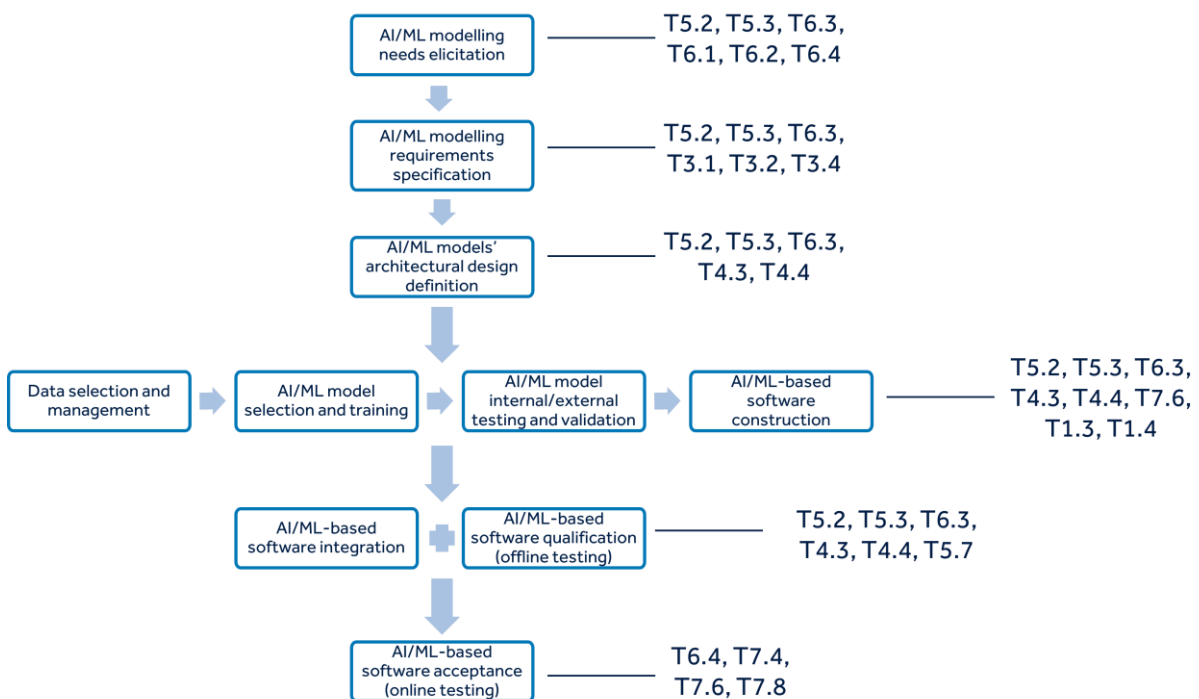 AI/ML modelling
needs elicitation
T5.2, T5.3, T6.3,
T6.1, T6.2, T6.4
AI/ML modelling
requirements
specification
T5.2, T5.3, T6.3,
T3.1, T3.2, T3.4
AI/ML models'
architectural design
definition
T5.2, T5.3, T6.3,
T4.3, T4.4
Data selection and
management
AI/ML model
selection and training
AI/ML model
internal/external
testing and validation
AI/ML-based
software
construction
T5.2, T5.3, T6.3,
T4.3, T4.4, T7.6,
T1.3, T1.4
AI/ML-based
software integration
AI/ML-based
software qualification
(offline testing)
T5.2, T5.3, T6.3,
T4.3, T4.4, T5.7
AI/ML-based
software acceptance
(online testing)
T6.4, T7.4,
T7.6, T7.8